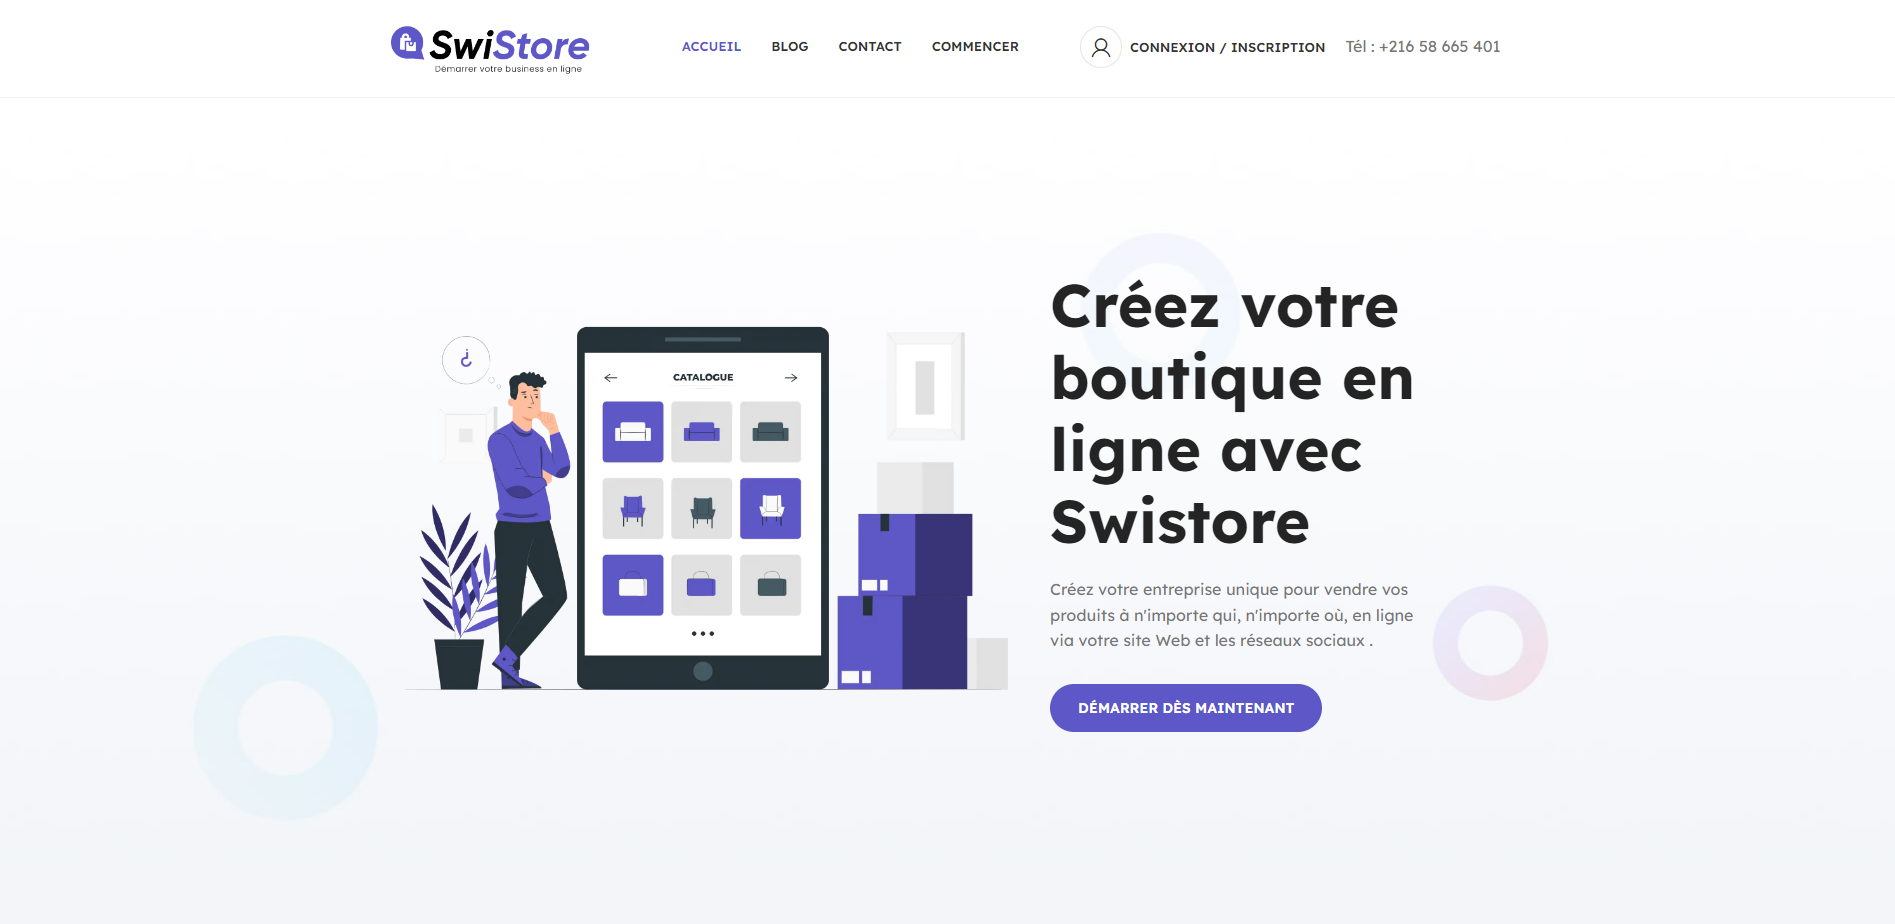 SwiStore
Démarrer votre business en ligne
ACCUEIL
BLOG
CONTACT
COMMENCER
CONNEXION / INSCRIPTION
Tél : +216 58 665 401
¿
CATALOGUE
Créez votre
boutique en
ligne avec
Swistore
Créez votre entreprise unique pour vendre vos
produits à n'importe qui, n'importe où, en ligne
via votre site Web et les réseaux sociaux .
DÉMARRER DÈS MAINTENANT